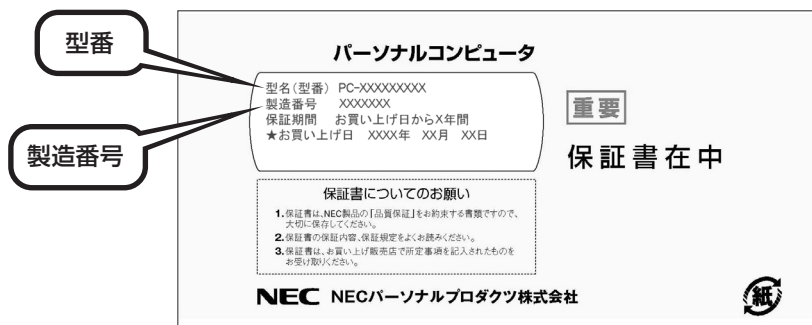 型番
製造番号
パーソナルコンピュータ
型名(型番) PC-XXXXXXXXX
製造番号 XXXXXXX
保証期間 お買い上げ日からX年間
★お買い上げ日 XXXX年 XX月 XX日
重要
保証書在中
保証書についてのお願い
1.保証書は、NEC製品の「品質保証」をお約束する書類ですので、
大切に保存してください。
2.保証書の保証内容、保証規定をよくお読みください。
3.保証書は、お買い上げ販売店で所定事項を記入されたものを
お受け取りください。
NEC NECパーソナルプロダクツ株式会社
紙